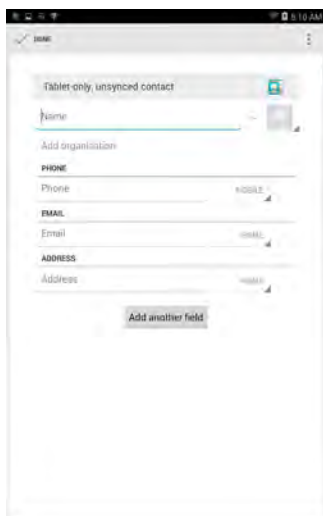 8:10 AM
DONE
Tablet-only, unsynced contact
Name
Add organisation
PHONE
Phone MOBILE
EMAIL
Email HOME
ADDRESS
Address HOME
Add another field